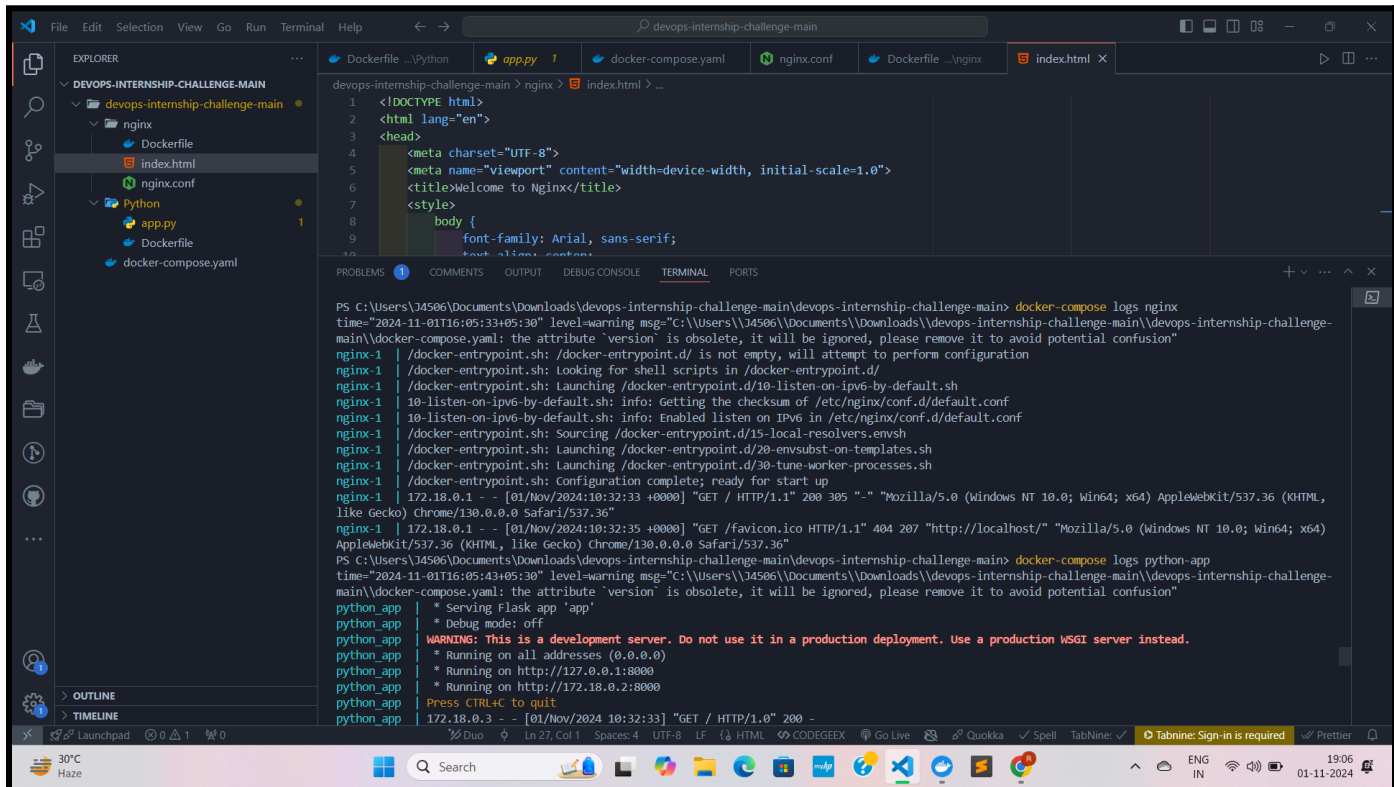 File Edit Selection View Go Run Terminal Help
devops-internship-challenge-main
EXPLORER
DEVOPS-INTERNSHIP-CHALLENGE-MAIN
devops-internship-challenge-main
nginx
Dockerfile
index.html
nginx.conf
Python
app.py 1
Dockerfile
docker-compose.yaml
OUTLINE
TIMELINE
Dockerfile ...\Python app.py 1 docker-compose.yaml nginx.conf Dockerfile ...\nginx index.html
devops-internship-challenge-main > nginx > index.html > ...
1 <!DOCTYPE html>
2 <html lang="en">
3 <head>
4 <meta charset="UTF-8">
5 <meta name="viewport" content="width=device-width, initial-scale=1.0">
6 <title>Welcome to Nginx</title>
7 <style>
8 body {
9 font-family: Arial, sans-serif;
10 text-align: center;
PROBLEMS 1 COMMENTS OUTPUT DEBUG CONSOLE TERMINAL PORTS
PS C:\Users\J4506\Documents\Downloads\devops-internship-challenge-main\devops-internship-challenge-main> docker-compose logs nginx
time="2024-11-01T16:05:33+05:30" level=warning msg="C:\\Users\\J4506\\Documents\\Downloads\\devops-internship-challenge-main\\devops-internship-challenge-
main\\docker-compose.yaml: the attribute `version` is obsolete, it will be ignored, please remove it to avoid potential confusion"
nginx-1 | /docker-entrypoint.sh: /docker-entrypoint.d/ is not empty, will attempt to perform configuration
nginx-1 | /docker-entrypoint.sh: Looking for shell scripts in /docker-entrypoint.d/
nginx-1 | /docker-entrypoint.sh: Launching /docker-entrypoint.d/10-listen-on-ipv6-by-default.sh
nginx-1 | 10-listen-on-ipv6-by-default.sh: info: Getting the checksum of /etc/nginx/conf.d/default.conf
nginx-1 | 10-listen-on-ipv6-by-default.sh: info: Enabled listen on IPv6 in /etc/nginx/conf.d/default.conf
nginx-1 | /docker-entrypoint.sh: Sourcing /docker-entrypoint.d/15-local-resolvers.envsh
nginx-1 | /docker-entrypoint.sh: Launching /docker-entrypoint.d/20-envsubst-on-templates.sh
nginx-1 | /docker-entrypoint.sh: Launching /docker-entrypoint.d/30-tune-worker-processes.sh
nginx-1 | /docker-entrypoint.sh: Configuration complete; ready for start up
nginx-1 | 172.18.0.1 - - [01/Nov/2024:10:32:33 +0000] "GET / HTTP/1.1" 200 305 "-" "Mozilla/5.0 (Windows NT 10.0; Win64; x64) AppleWebKit/537.36 (KHTML,
like Gecko) Chrome/130.0.0.0 Safari/537.36"
nginx-1 | 172.18.0.1 - - [01/Nov/2024:10:32:35 +0000] "GET /favicon.ico HTTP/1.1" 404 207 "http://localhost/" "Mozilla/5.0 (Windows NT 10.0; Win64; x64)
AppleWebKit/537.36 (KHTML, like Gecko) Chrome/130.0.0.0 Safari/537.36"
PS C:\Users\J4506\Documents\Downloads\devops-internship-challenge-main\devops-internship-challenge-main> docker-compose logs python-app
time="2024-11-01T16:05:43+05:30" level=warning msg="C:\\Users\\J4506\\Documents\\Downloads\\devops-internship-challenge-main\\devops-internship-challenge-
main\\docker-compose.yaml: the attribute `version` is obsolete, it will be ignored, please remove it to avoid potential confusion"
python_app | * Serving Flask app 'app'
python_app | * Debug mode: off
python_app | WARNING: This is a development server. Do not use it in a production deployment. Use a production WSGI server instead.
python_app | * Running on all addresses (0.0.0.0)
python_app | * Running on http://127.0.0.1:8000
python_app | * Running on http://172.18.0.2:8000
python_app | Press CTRL+C to quit
python_app | 172.18.0.3 - - [01/Nov/2024 10:32:33] "GET / HTTP/1.0" 200 -
Launchpad 0 1 0 Duo Ln 27, Col 1 Spaces: 4 UTF-8 LF HTML CODEGEEX Go Live Quokka Spell TabNine: Tabnine: Sign-in is required Prettier
30°C
Haze
Search
ENG
IN
19:06
01-11-2024